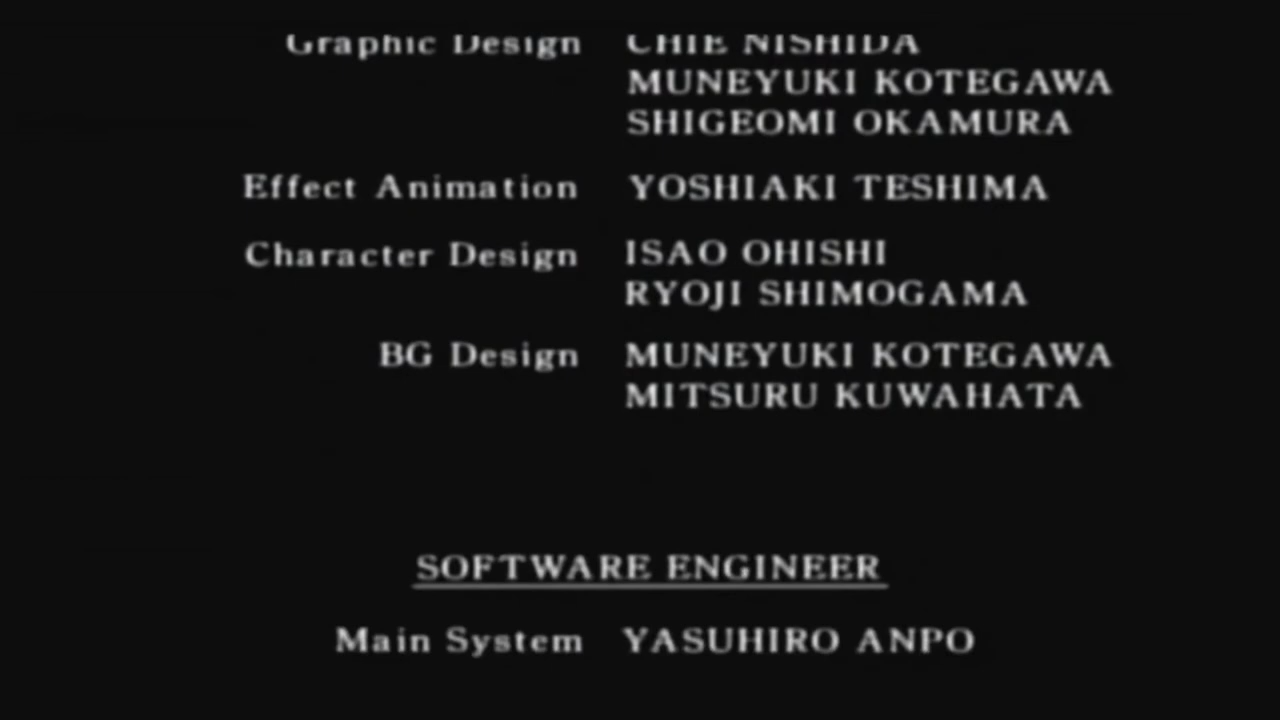 Graphic Design CHIE NISHIDA
MUNEYUKI KOTEGAWA
SHIGEOMI OKAMURA
Effect Animation YOSHIAKI TESHIMA
Character Design ISAO OHISHI
RYOJI SHIMOGAMA
BG Design MUNEYUKI KOTEGAWA
MITSURU KUWAHATA
SOFTWARE ENGINEER
Main System YASUHIRO ANPO